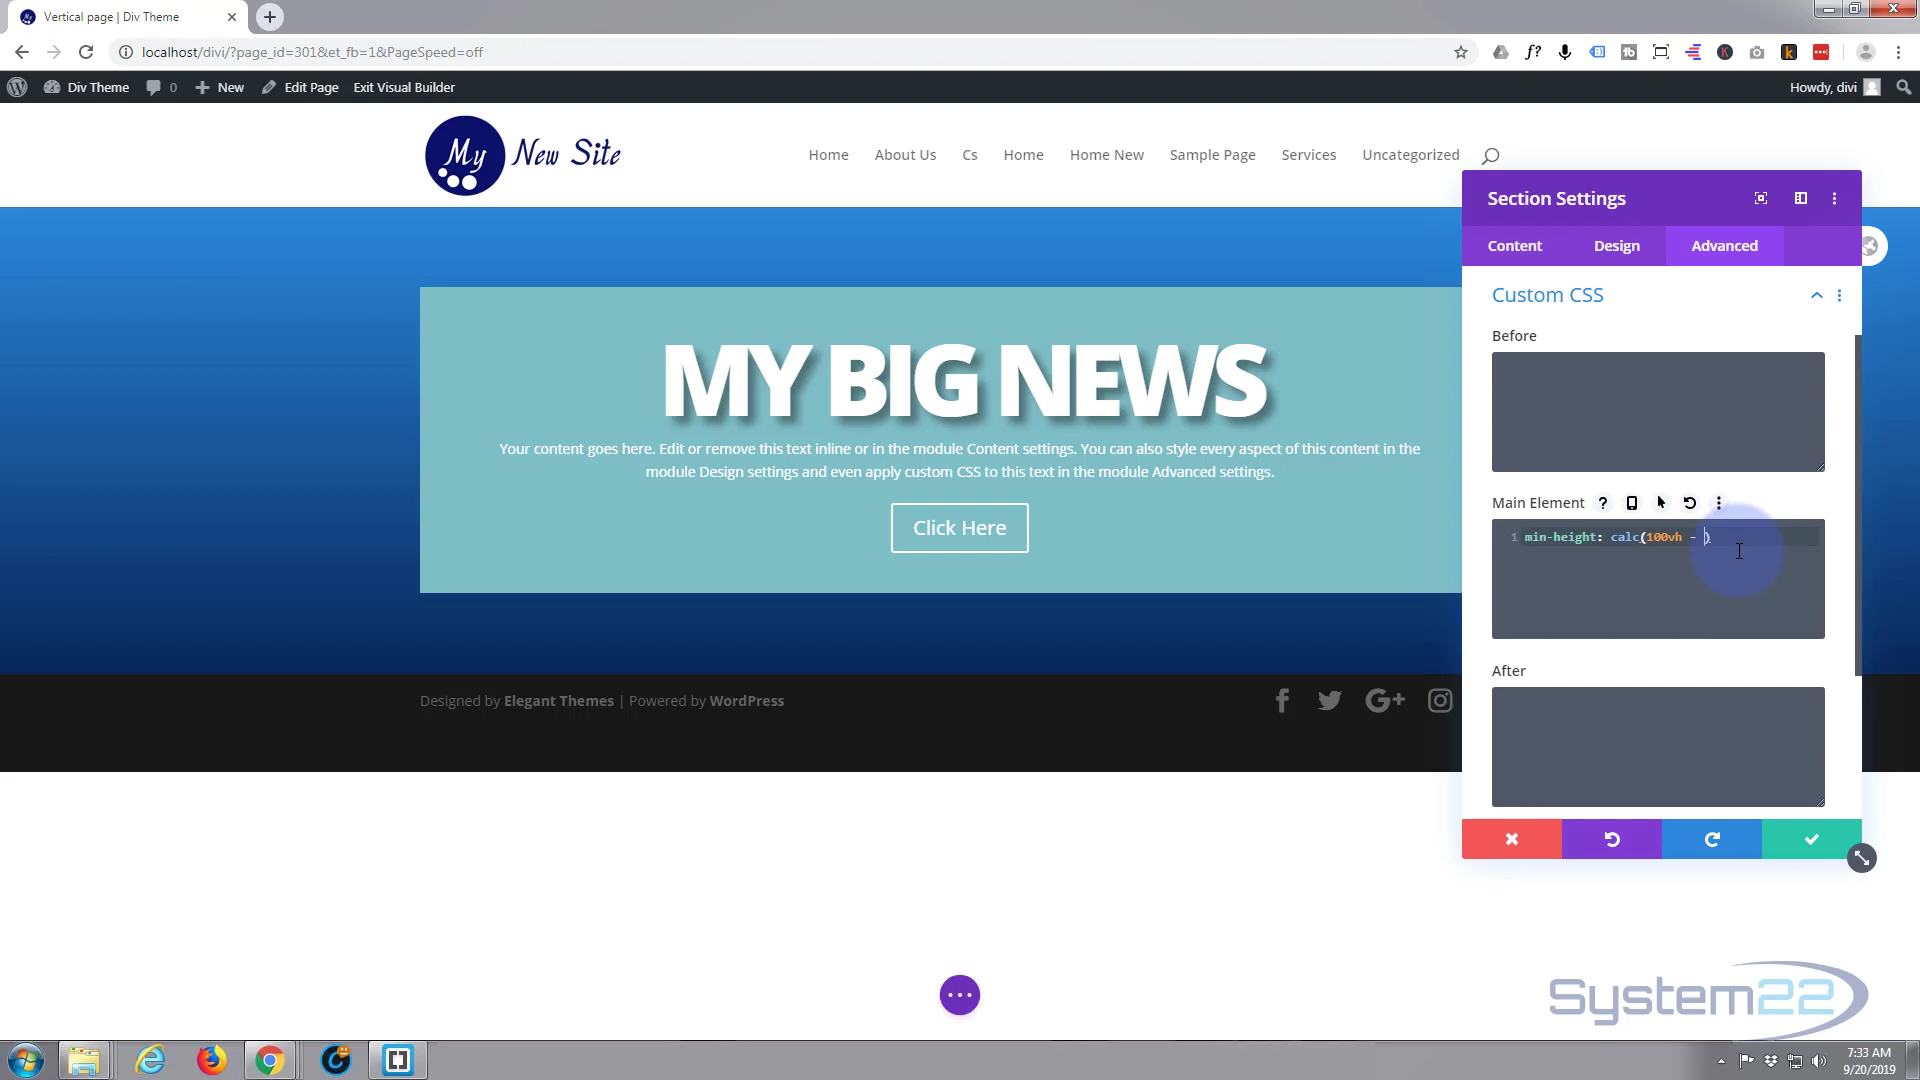 Vertical page | Div Theme
localhost/divi/?page_id=301&et_fb=1&PageSpeed=off
Div Theme 0 New Edit Page Exit Visual Builder Howdy, divi
My New Site
Home About Us Cs Home Home New Sample Page Services Uncategorized
Section Settings
Content Design Advanced
Custom CSS
Before
MY BIG NEWS
Your content goes here. Edit or remove this text inline or in the module Content settings. You can also style every aspect of this content in the
module Design settings and even apply custom CSS to this text in the module Advanced settings.
Click Here
Main Element ?
1 min-height: calc(100vh - )
After
Designed by Elegant Themes | Powered by WordPress
System22
7:33 AM
9/20/2019